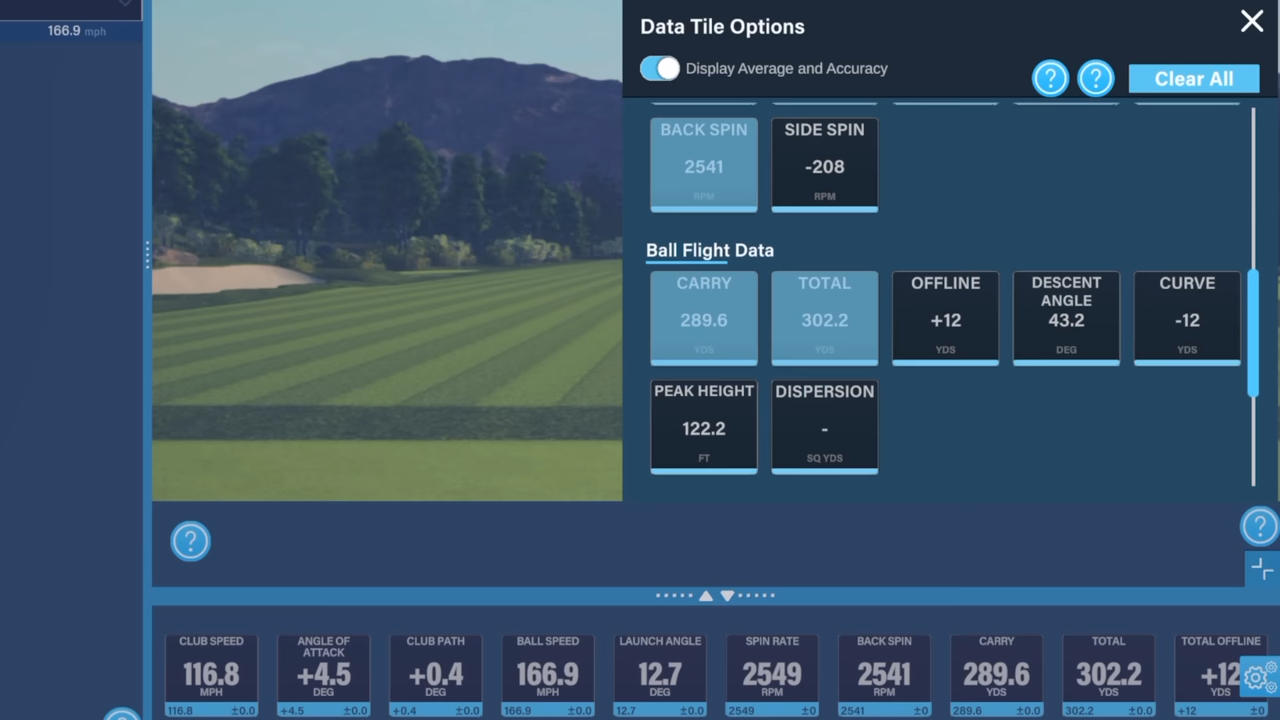 166.9 mph
Data Tile Options
Display Average and Accuracy
? ? Clear All
BACK SPIN SIDE SPIN
2541 -208
RPM RPM
Ball Flight Data
CARRY TOTAL OFFLINE DESCENT ANGLE CURVE
289.6 302.2 +12 43.2 -12
YDS YDS YDS DEG YDS
PEAK HEIGHT DISPERSION
122.2 -
FT SQ YDS
? ?
CLUB SPEED ANGLE OF ATTACK CLUB PATH BALL SPEED LAUNCH ANGLE SPIN RATE BACK SPIN CARRY TOTAL TOTAL OFFLINE
116.8 +4.5 +0.4 166.9 12.7 2549 2541 289.6 302.2 +12
MPH DEG DEG MPH DEG RPM RPM YDS YDS YDS
116.8 ±0.0 +4.5 ±0.0 +0.4 ±0.0 166.9 ±0.0 12.7 ±0.0 2549 ±0 2541 ±0 289.6 ±0.0 302.2 ±0.0 +12 ±0